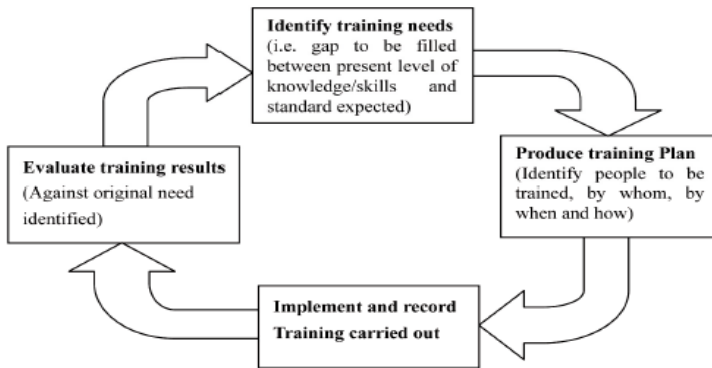 Identify training needs
(i.e. gap to be filled
between present level of
knowledge/skills and
standard expected)
Produce training Plan
(Identify people to be
trained, by whom, by
when and how)
Implement and record
Training carried out
Evaluate training results
(Against original need
identified)